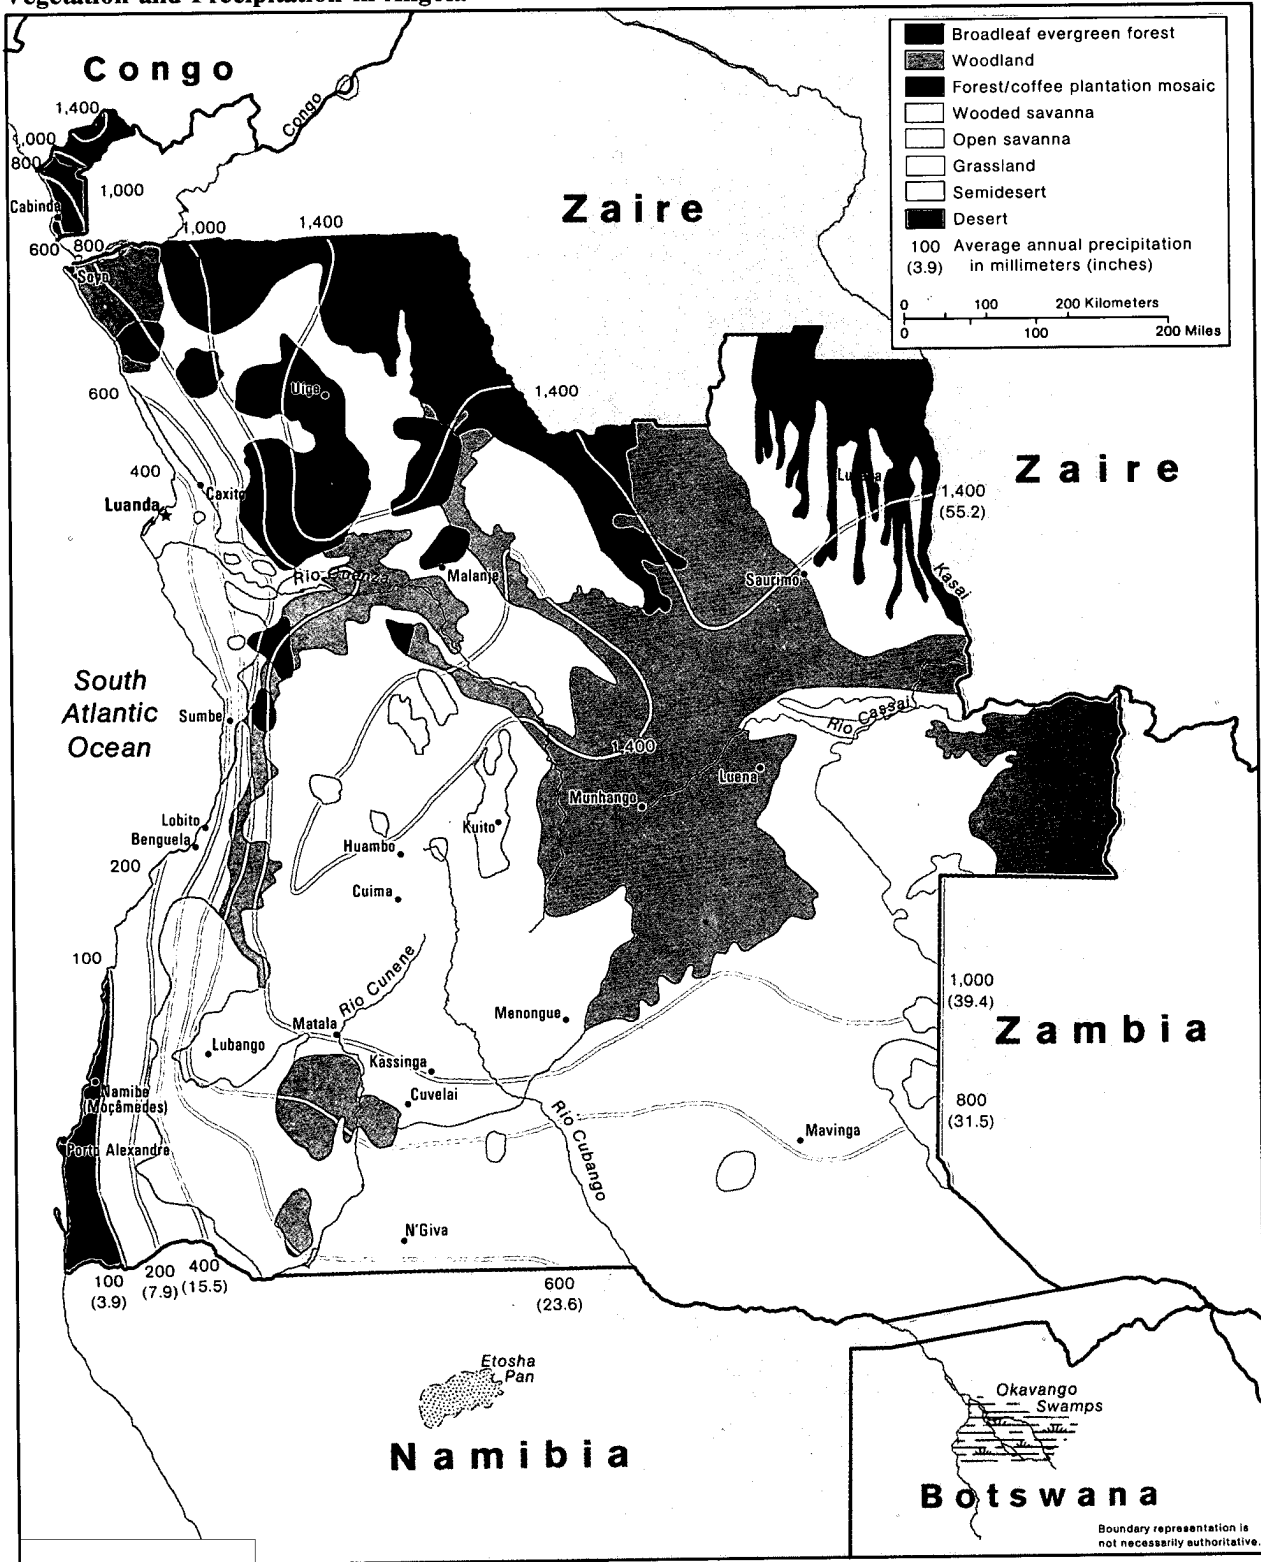 Vegetation and Precipitation in Angola
Broadleaf evergreen forest
Woodland
Forest/coffee plantation mosaic
Wooded savanna
Open savanna
Grassland
Semidesert
Desert
100 Average annual precipitation
(3.9) in millimeters (inches)
0 100 200 Kilometers
0 100 200 Miles
Congo
Congo
1,400
1,000
800
1,000
Cabinda
600
800
1,000
1,400
Zaire
Soyo
600
Uige
1,400
400
Caxito
Luanda
Zaire
Luena
1,400
(55.2)
Rio Cuanza
Malanje
Saurimo
Kasai
South
Atlantic
Ocean
Sumbe
Rio Cassai
1,400
Luena
Munhango
Lobito
Benguela
Kuito
Huambo
200
Cuima
100
Rio Cunene
1,000
(39.4)
Menongue
Matala
Zambia
Lubango
Kassinga
Namibe
(Moçâmedes)
Cuvelai
800
(31.5)
Rio Cubango
Mavinga
Porto Alexandre
N'Giva
100
(3.9)
200
(7.9)
400
(15.5)
600
(23.6)
Etosha
Pan
Okavango
Swamps
Namibia
Botswana
Boundary representation is
not necessarily authoritative.